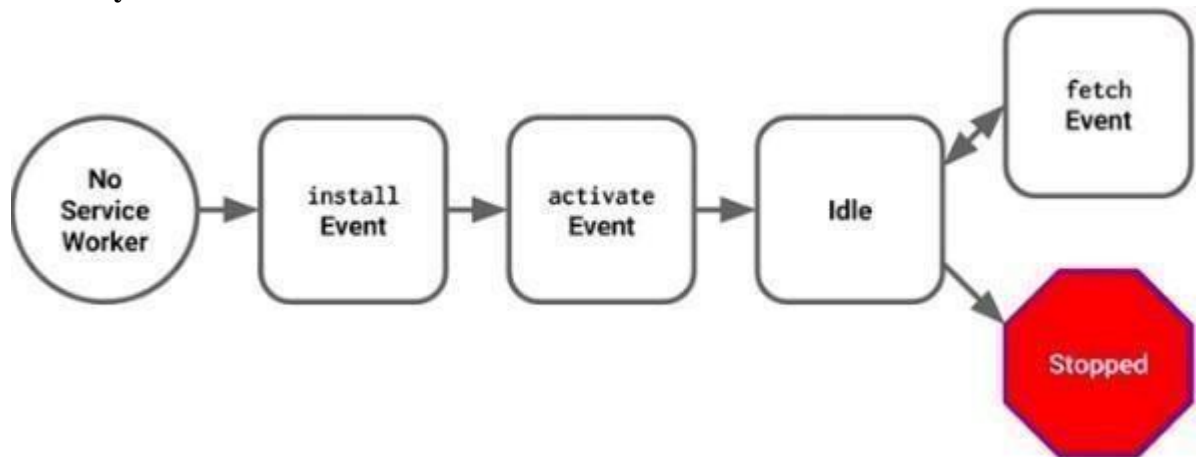 No
Service
Worker
install
Event
activate
Event
Idle
fetch
Event
Stopped